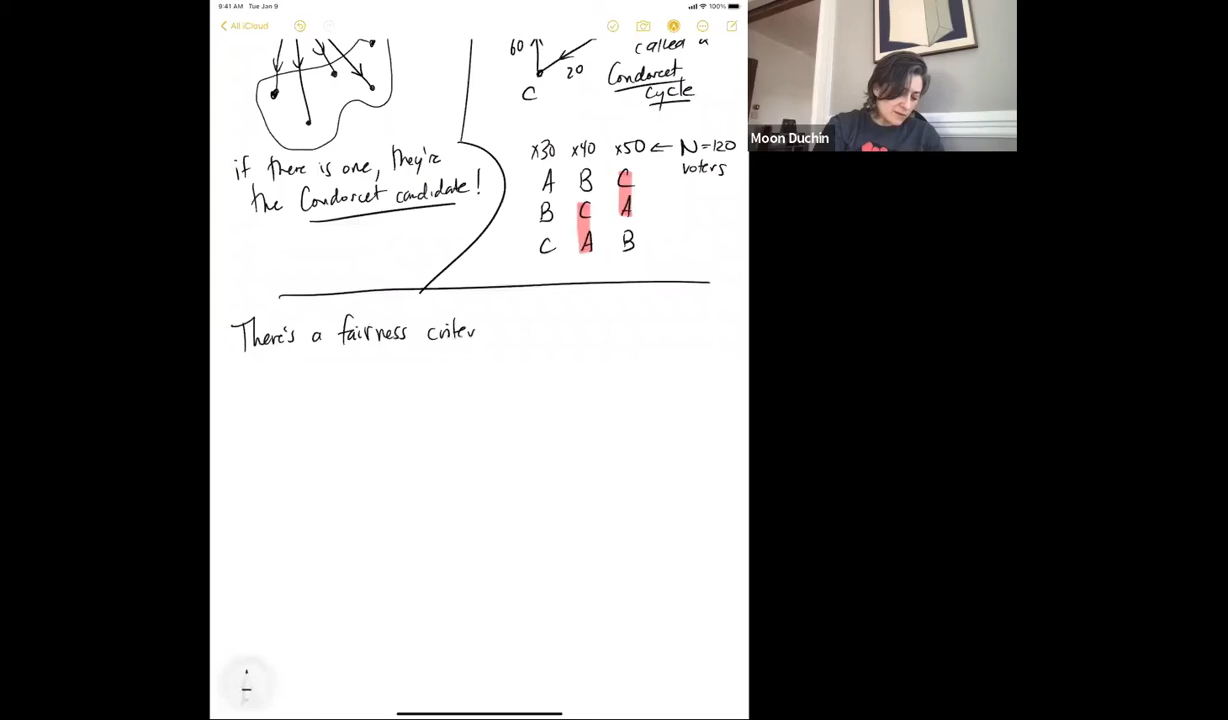 9:41 AM Tue Jan 9
100%
All iCloud
60
20
C
called a
Condorcet
cycle
if there is one, they're
the Condorcet candidate!
x30 x40 x50 ← N=120
voters
A B C
B C A
C A B
There's a fairness criter
Moon Duchin